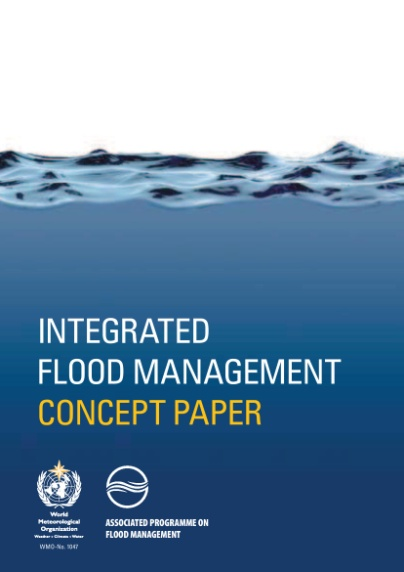 INTEGRATED
FLOOD MANAGEMENT
CONCEPT PAPER
World
Meteorological
Organization
Weather • Climate • Water
WMO-No. 1047
ASSOCIATED PROGRAMME ON
FLOOD MANAGEMENT